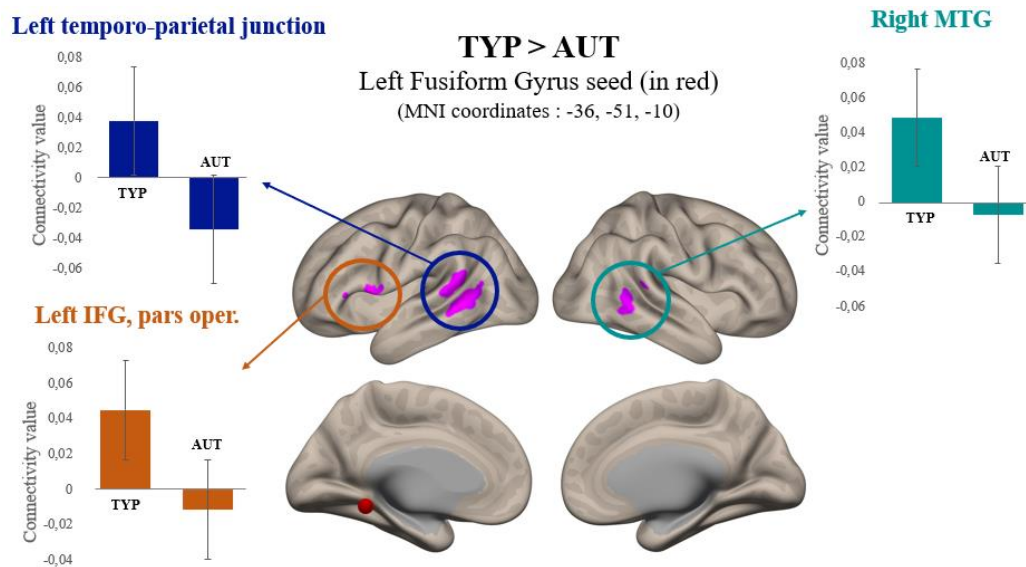 Left temporo-parietal junction
Connectivity value
0,08
0,06
0,04
0,02
0
-0,02
-0,04
-0,06
TYP
AUT
TYP > AUT
Left Fusiform Gyrus seed (in red)
(MNI coordinates : -36, -51, -10)
Right MTG
Connectivity value
0,08
0,06
0,04
0,02
0
-0,02
-0,04
-0,06
TYP
AUT
Left IFG, pars oper.
Connectivity value
0,08
0,06
0,04
0,02
0
-0,02
-0,04
TYP
AUT